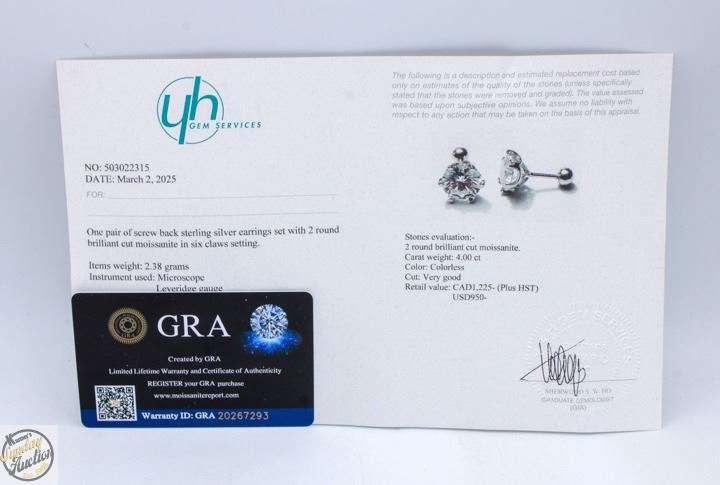 yh
GEM SERVICES
NO: 503022315
DATE: March 2, 2025
FOR:
One pair of screw back sterling silver earrings set with 2 round
brilliant cut moissanite in six claws setting.
Items weight: 2.38 grams
Instrument used: Microscope
Leveridge gauge
The following is a description and estimated replacement cost based
only on estimates of the quality of the stones (unless specifically
stated that the stones were removed and graded). The value assessed
was based upon subjective opinions. We assume no liability with
respect to any action that may be taken on the basis of this appraisal.
Stones evaluation:-
2 round brilliant cut moissanite.
Carat weight: 4.00 ct
Color: Colorless
Cut: Very good
Retail value: CAD1,225- (Plus HST)
USD950-
SHERWOOD S. W. HO
GRADUATE GEMOLOGIST
(GIA)
GRA
GRA
Created by GRA
Limited Lifetime Warranty and Certificate of Authenticity
REGISTER your GRA purchase
www.moissanitereport.com
Warranty ID: GRA 20267293
Sunday
Auction